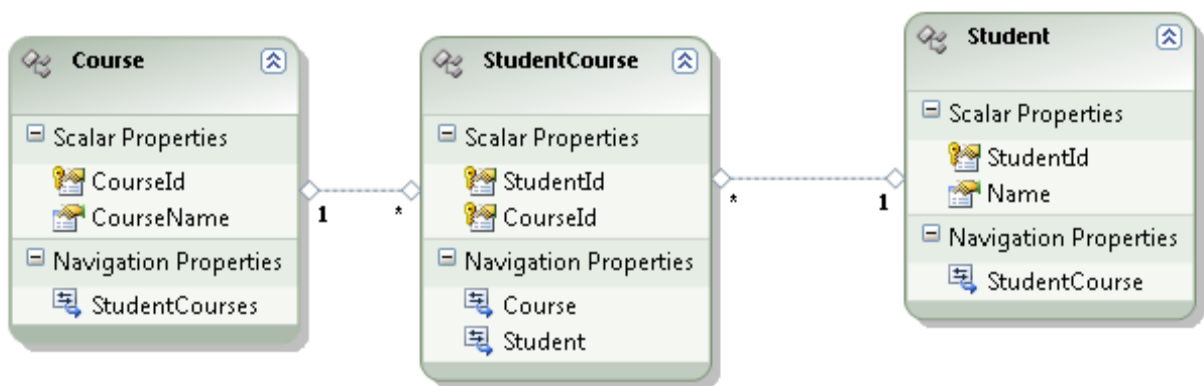 Course
Scalar Properties
CourseId
CourseName
Navigation Properties
StudentCourses
1
*
StudentCourse
Scalar Properties
StudentId
CourseId
Navigation Properties
Course
Student
*
1
Student
Scalar Properties
StudentId
Name
Navigation Properties
StudentCourse